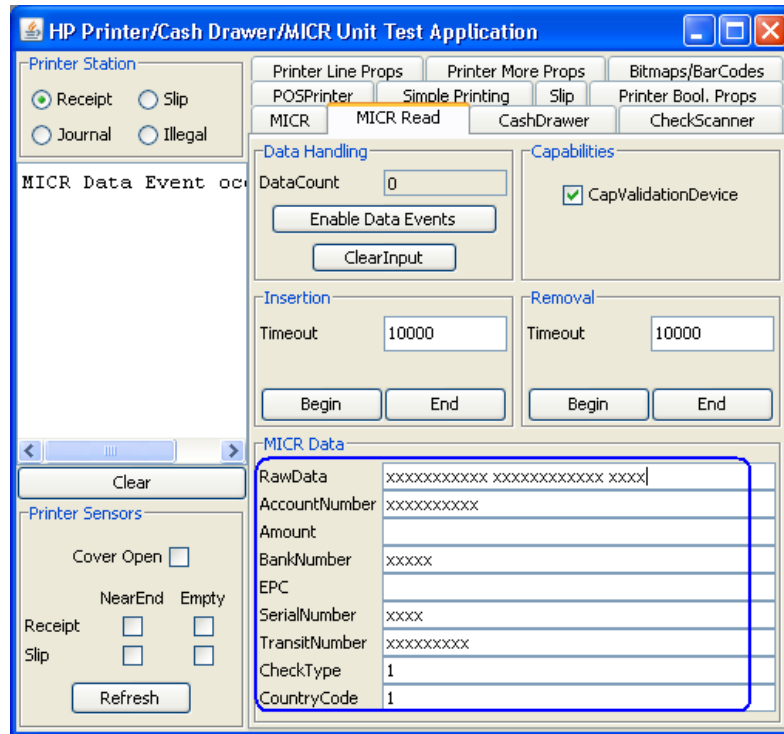 HP Printer/Cash Drawer/MICR Unit Test Application
Printer Station
Receipt
Slip
Journal
Illegal
MICR Data Event occ
Clear
Printer Sensors
Cover Open
NearEnd Empty
Receipt
Slip
Refresh
Printer Line Props
Printer More Props
Bitmaps/BarCodes
POSPrinter
Simple Printing
Slip
Printer Bool. Props
MICR
MICR Read
CashDrawer
CheckScanner
Data Handling
DataCount 0
Enable Data Events
ClearInput
Capabilities
CapValidationDevice
Insertion
Timeout 10000
Begin
End
Removal
Timeout 10000
Begin
End
MICR Data
RawData xxxxxxxxxxx xxxxxxxxxxxx xxxx
AccountNumber xxxxxxxxxx
Amount
BankNumber xxxxx
EPC
SerialNumber xxxx
TransitNumber xxxxxxxxx
CheckType 1
CountryCode 1